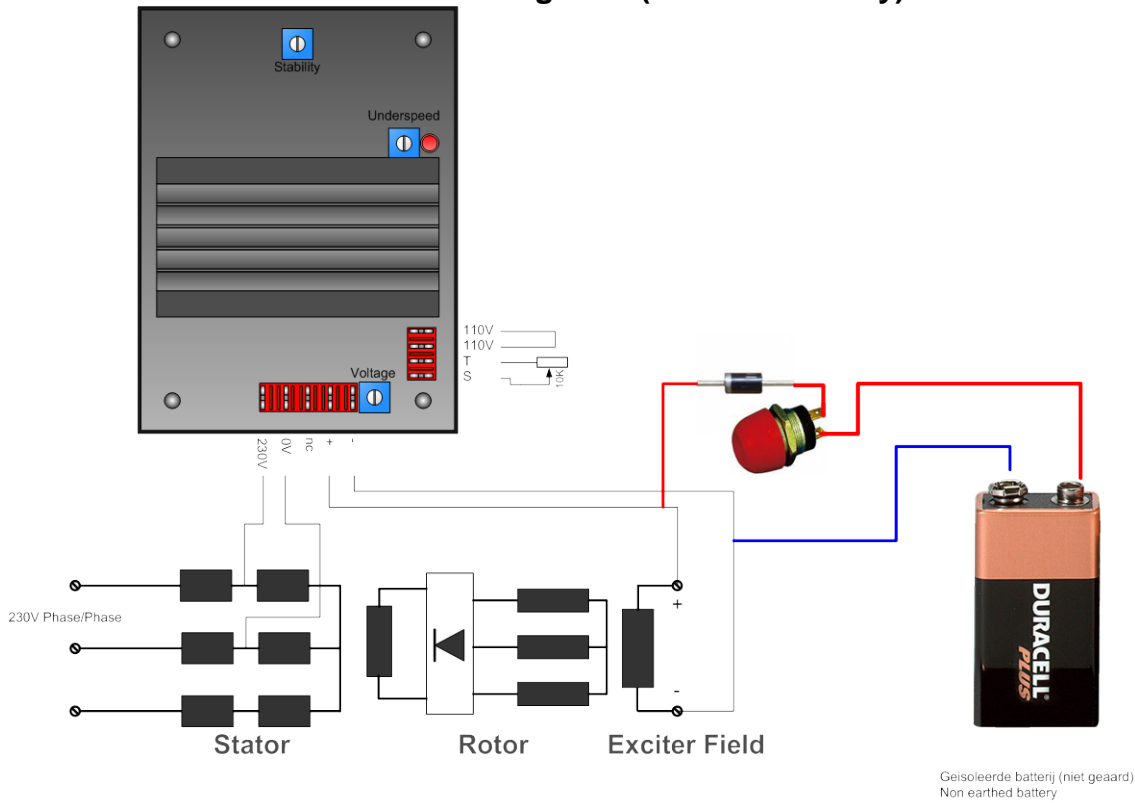 Stability
Underspeed
110V
110V
T
S
10K
Voltage
230V
0V
nc
+
-
230V Phase/Phase
+
-
Stator
Rotor
Exciter Field
DURACELL
PLUS
Geisoleerde batterij (niet geaard)
Non earthed battery